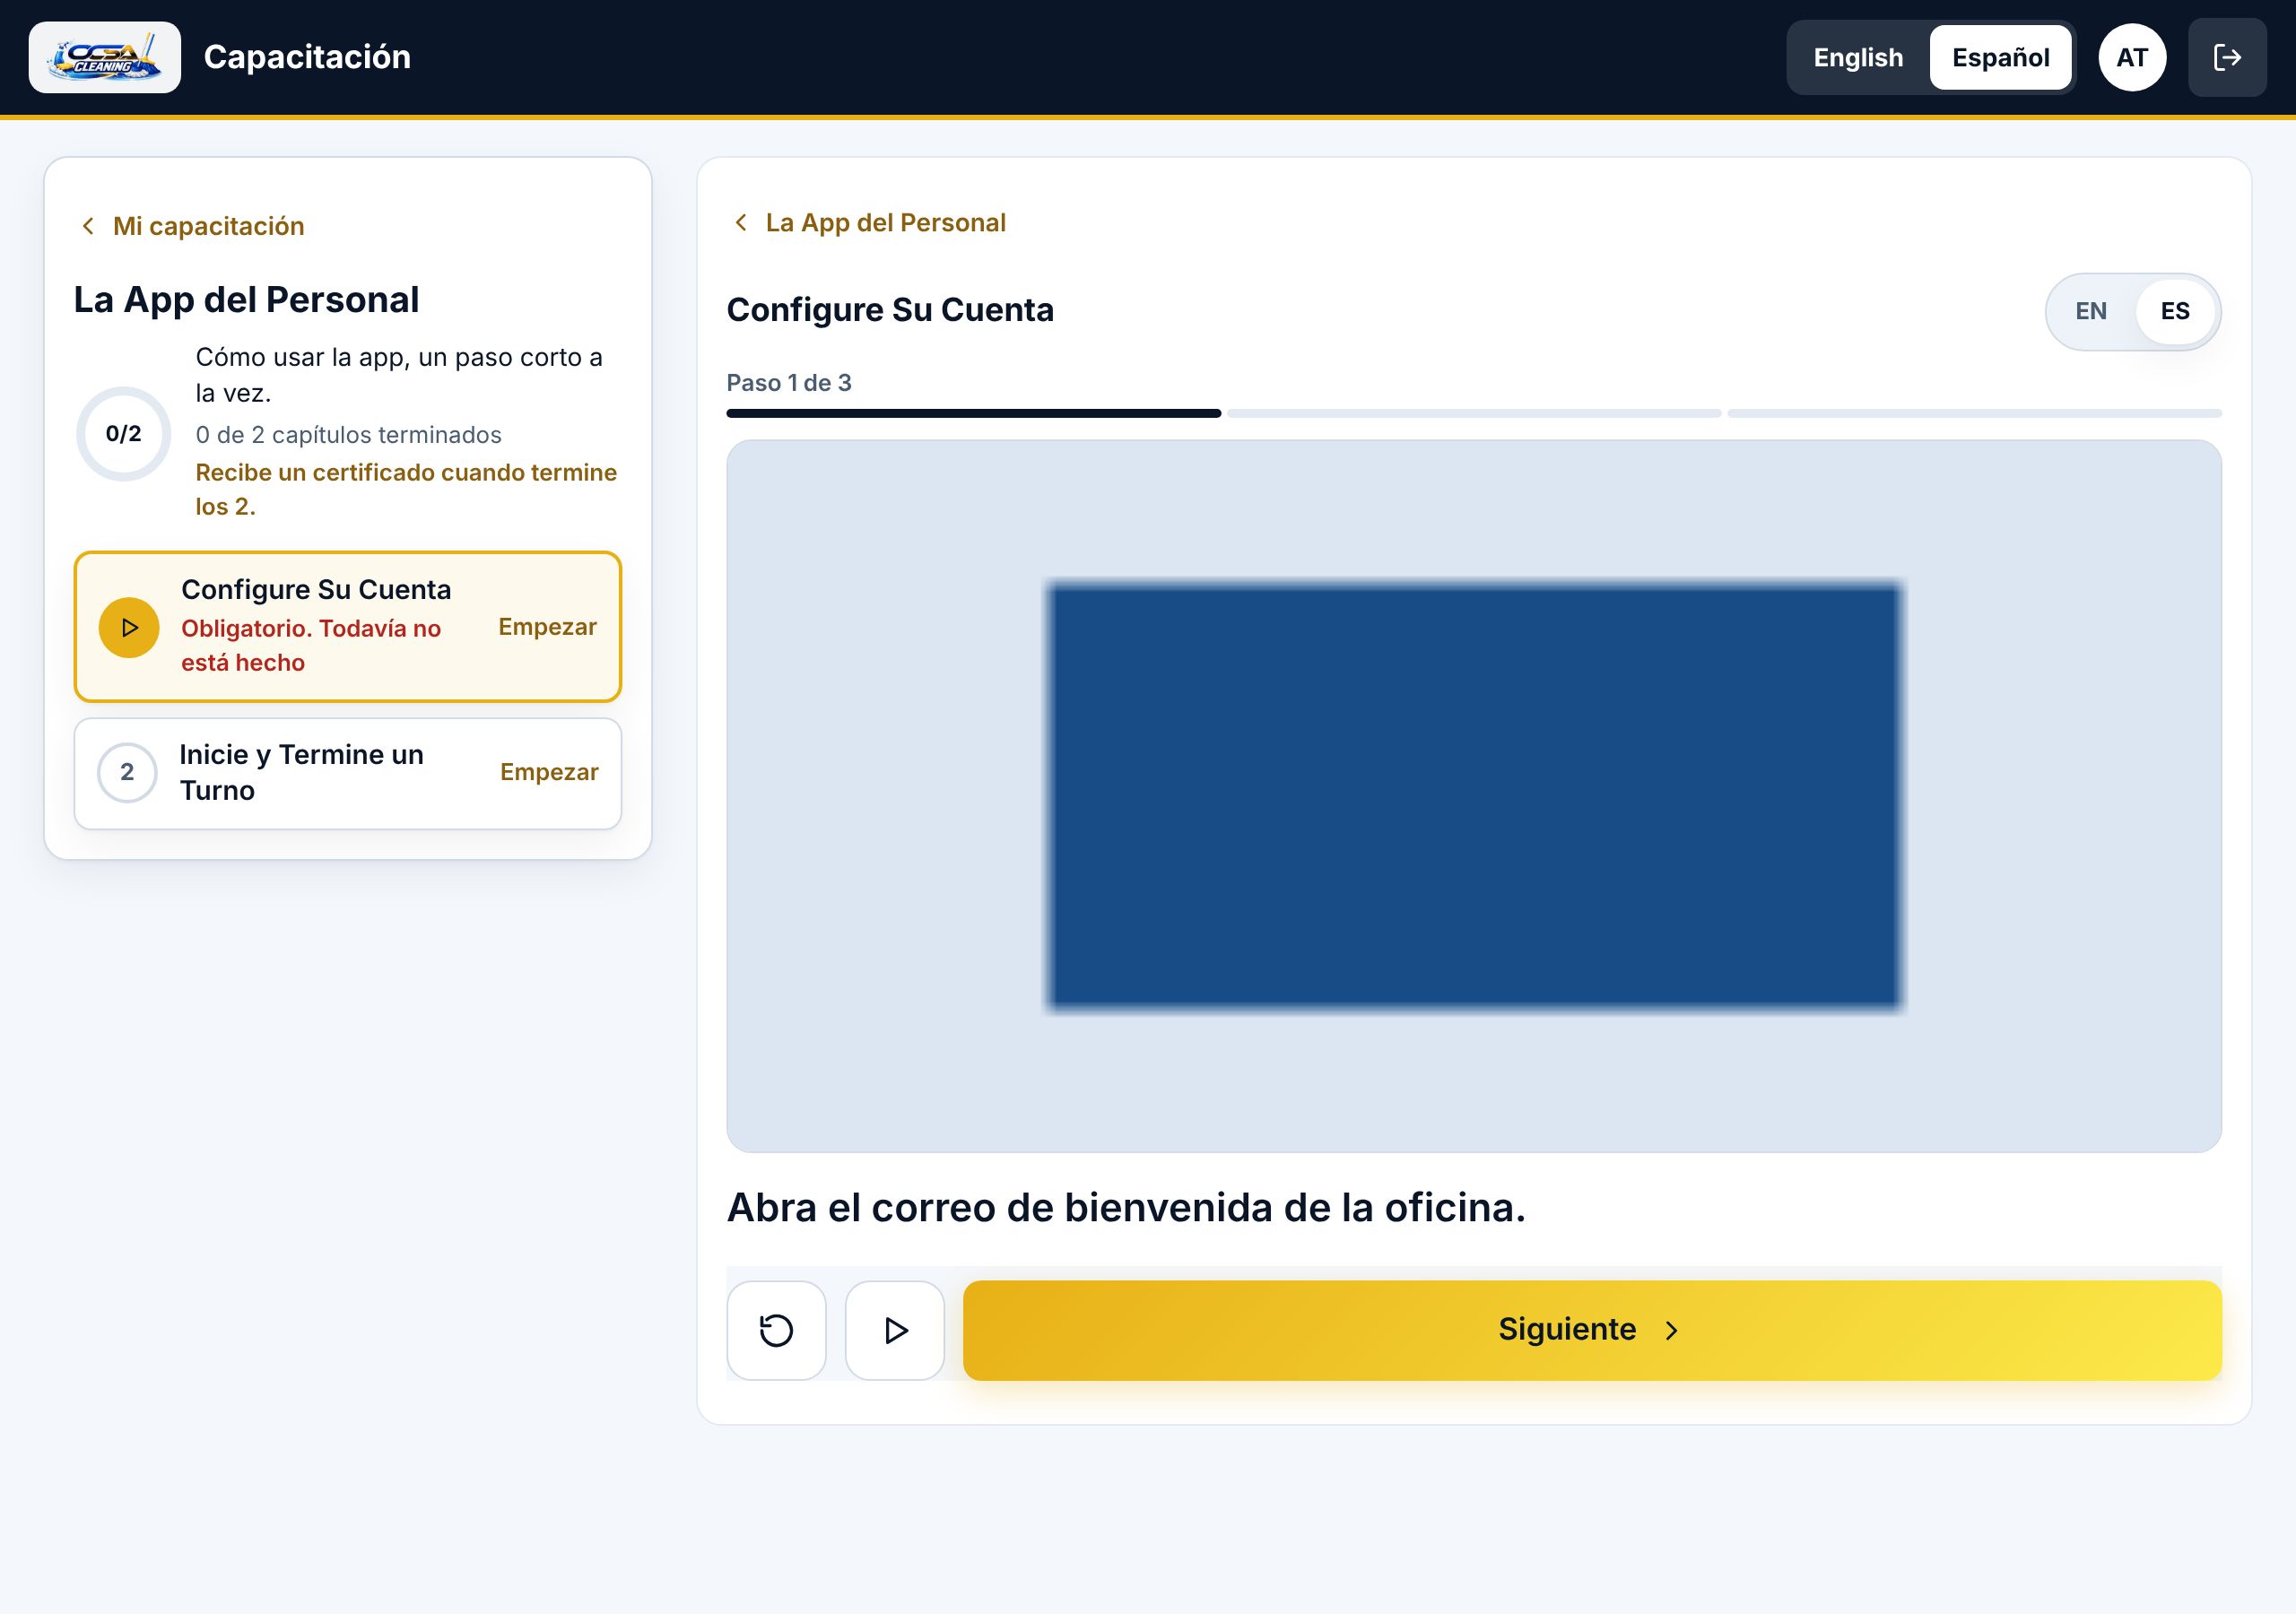 OCSA
CLEANING
Capacitación
English
Español
AT
Mi capacitación
La App del Personal
0/2
Cómo usar la app, un paso corto a
la vez.
0 de 2 capítulos terminados
Recibe un certificado cuando termine
los 2.
Configure Su Cuenta
Obligatorio. Todavía no
está hecho
Empezar
2
Inicie y Termine un
Turno
Empezar
La App del Personal
Configure Su Cuenta
EN
ES
Paso 1 de 3
Abra el correo de bienvenida de la oficina.
Siguiente